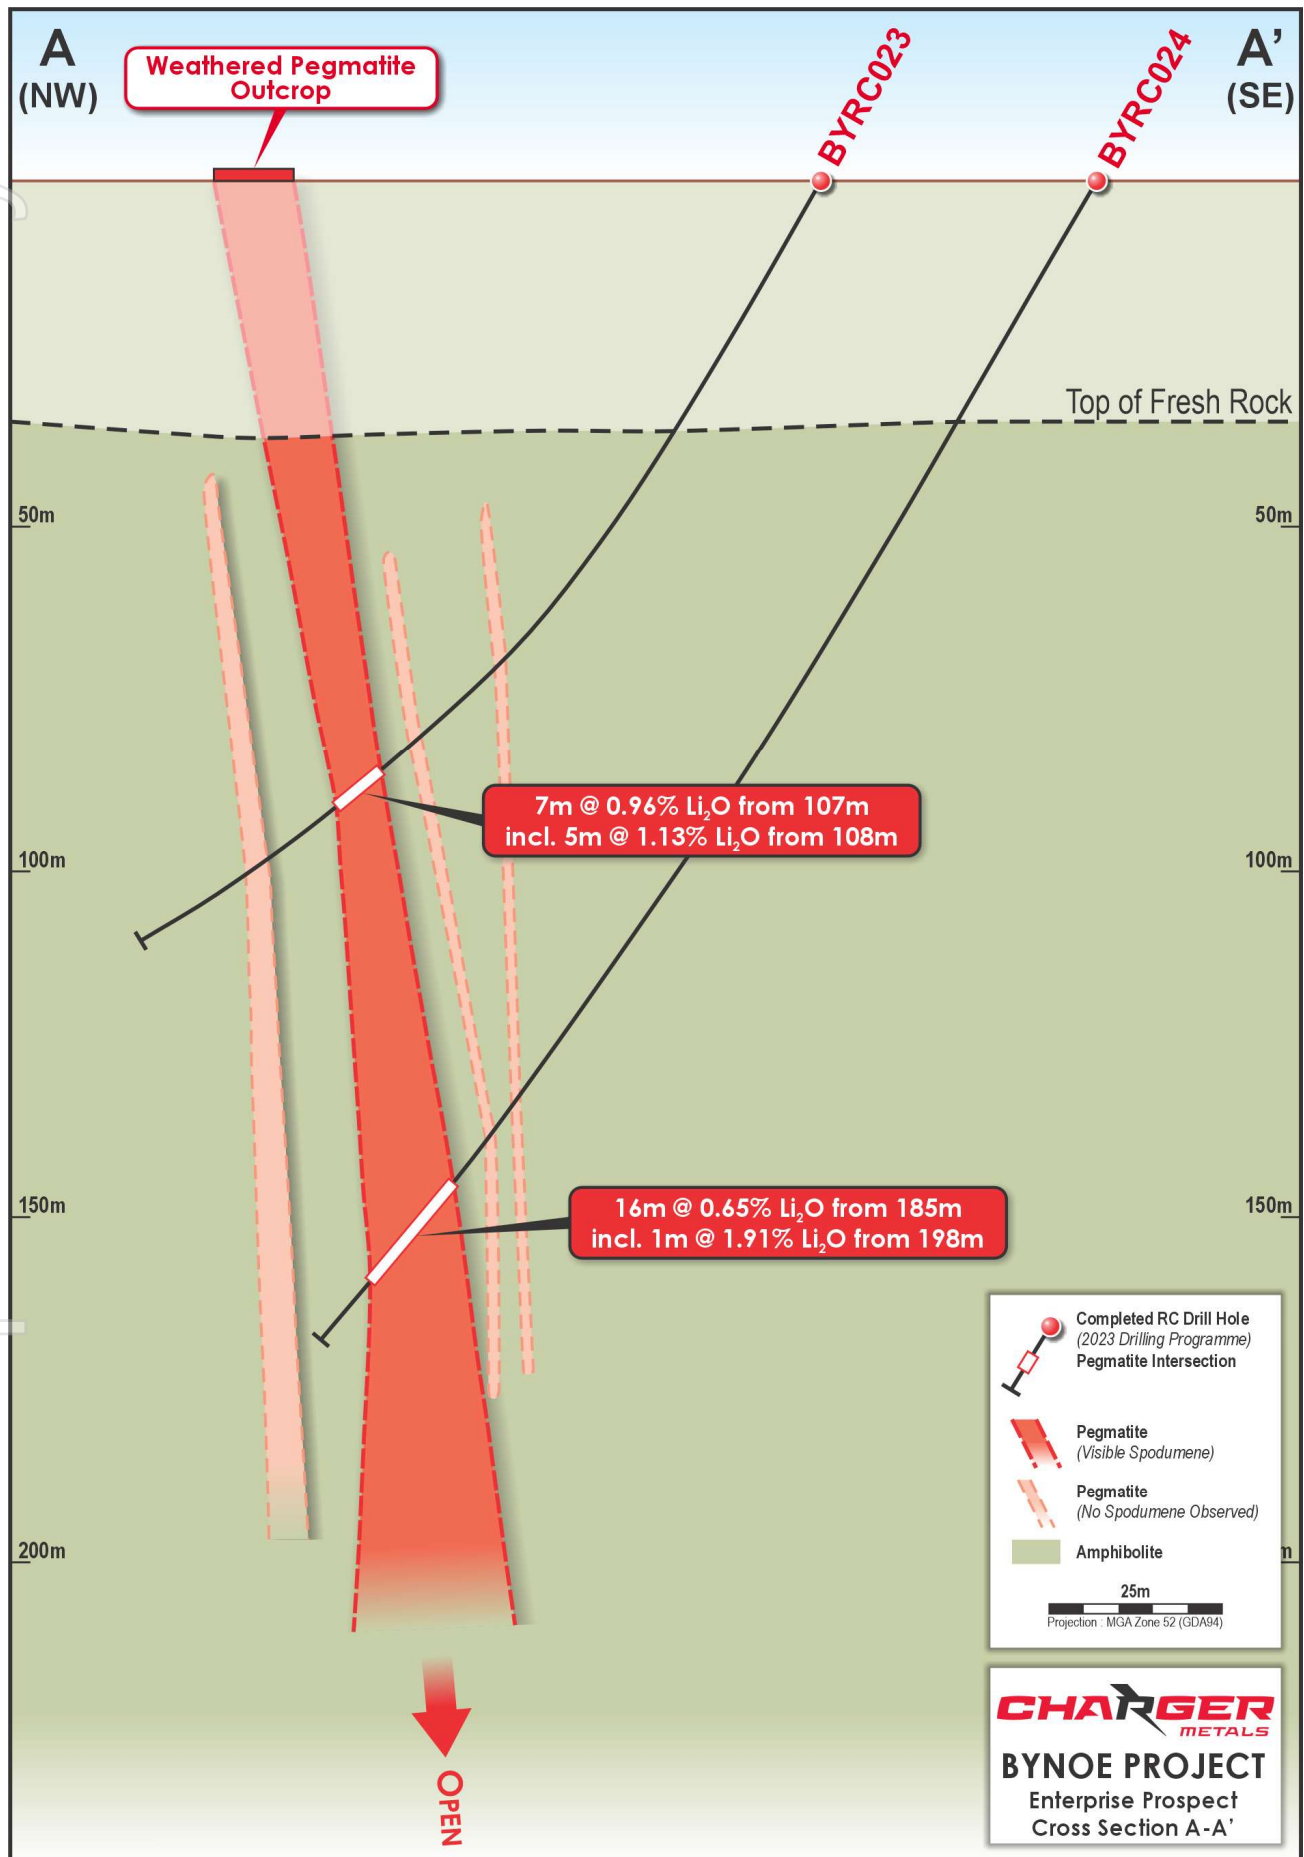 A
(NW)
Weathered Pegmatite
Outcrop
BYRC023
BYRC024
A’
(SE)
Top of Fresh Rock
50m
50m
7m @ 0.96% Li₂O from 107m
incl. 5m @ 1.13% Li₂O from 108m
100m
100m
150m
150m
16m @ 0.65% Li₂O from 185m
incl. 1m @ 1.91% Li₂O from 198m
Completed RC Drill Hole
(2023 Drilling Programme)
Pegmatite Intersection
Pegmatite
(Visible Spodumene)
Pegmatite
(No Spodumene Observed)
Amphibolite
200m
m
25m
Projection : MGA Zone 52 (GDA94)
OPEN
CHARGER
METALS
BYNOE PROJECT
Enterprise Prospect
Cross Section A-A’